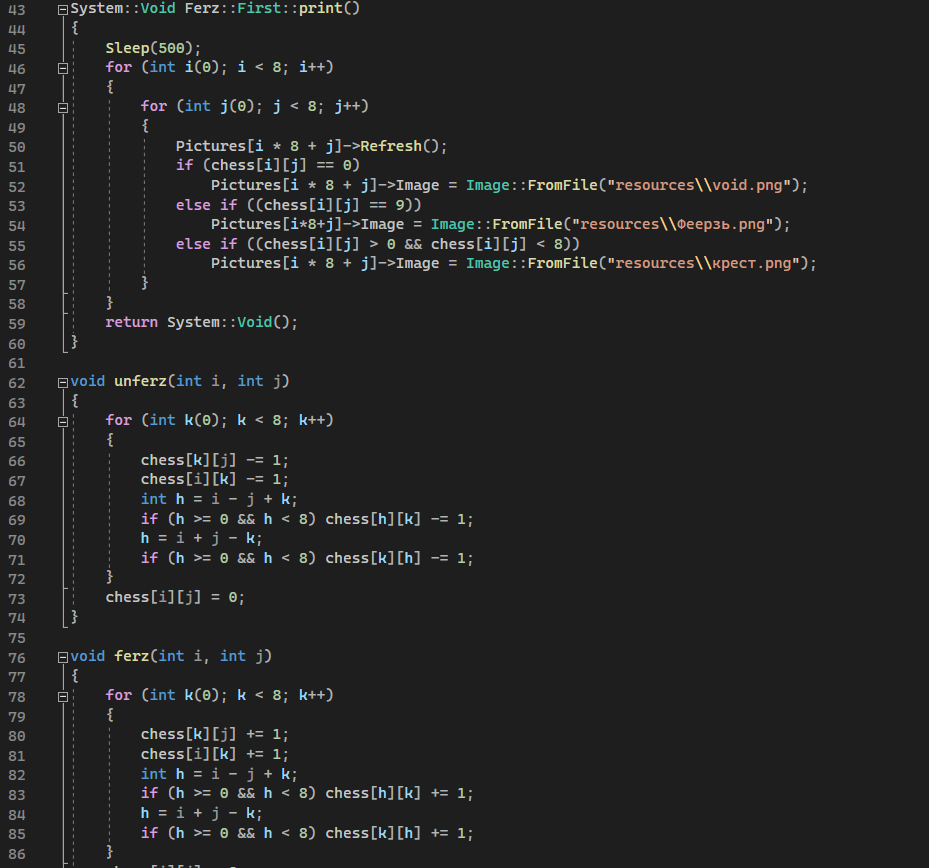 43 System::Void Ferz::First::print()
44 {
45 Sleep(500);
46 for (int i(0); i < 8; i++)
47 {
48 for (int j(0); j < 8; j++)
49 {
50 Pictures[i * 8 + j]->Refresh();
51 if (chess[i][j] == 0)
52 Pictures[i * 8 + j]->Image = Image::FromFile("resources\\void.png");
53 else if ((chess[i][j] == 9))
54 Pictures[i*8+j]->Image = Image::FromFile("resources\\Феерзь.png");
55 else if ((chess[i][j] > 0 && chess[i][j] < 8))
56 Pictures[i * 8 + j]->Image = Image::FromFile("resources\\крест.png");
57 }
58 }
59 return System::Void();
60 }
61
62 void unferz(int i, int j)
63 {
64 for (int k(0); k < 8; k++)
65 {
66 chess[k][j] -= 1;
67 chess[i][k] -= 1;
68 int h = i - j + k;
69 if (h >= 0 && h < 8) chess[h][k] -= 1;
70 h = i + j - k;
71 if (h >= 0 && h < 8) chess[k][h] -= 1;
72 }
73 chess[i][j] = 0;
74 }
75
76 void ferz(int i, int j)
77 {
78 for (int k(0); k < 8; k++)
79 {
80 chess[k][j] += 1;
81 chess[i][k] += 1;
82 int h = i - j + k;
83 if (h >= 0 && h < 8) chess[h][k] += 1;
84 h = i + j - k;
85 if (h >= 0 && h < 8) chess[k][h] += 1;
86 }